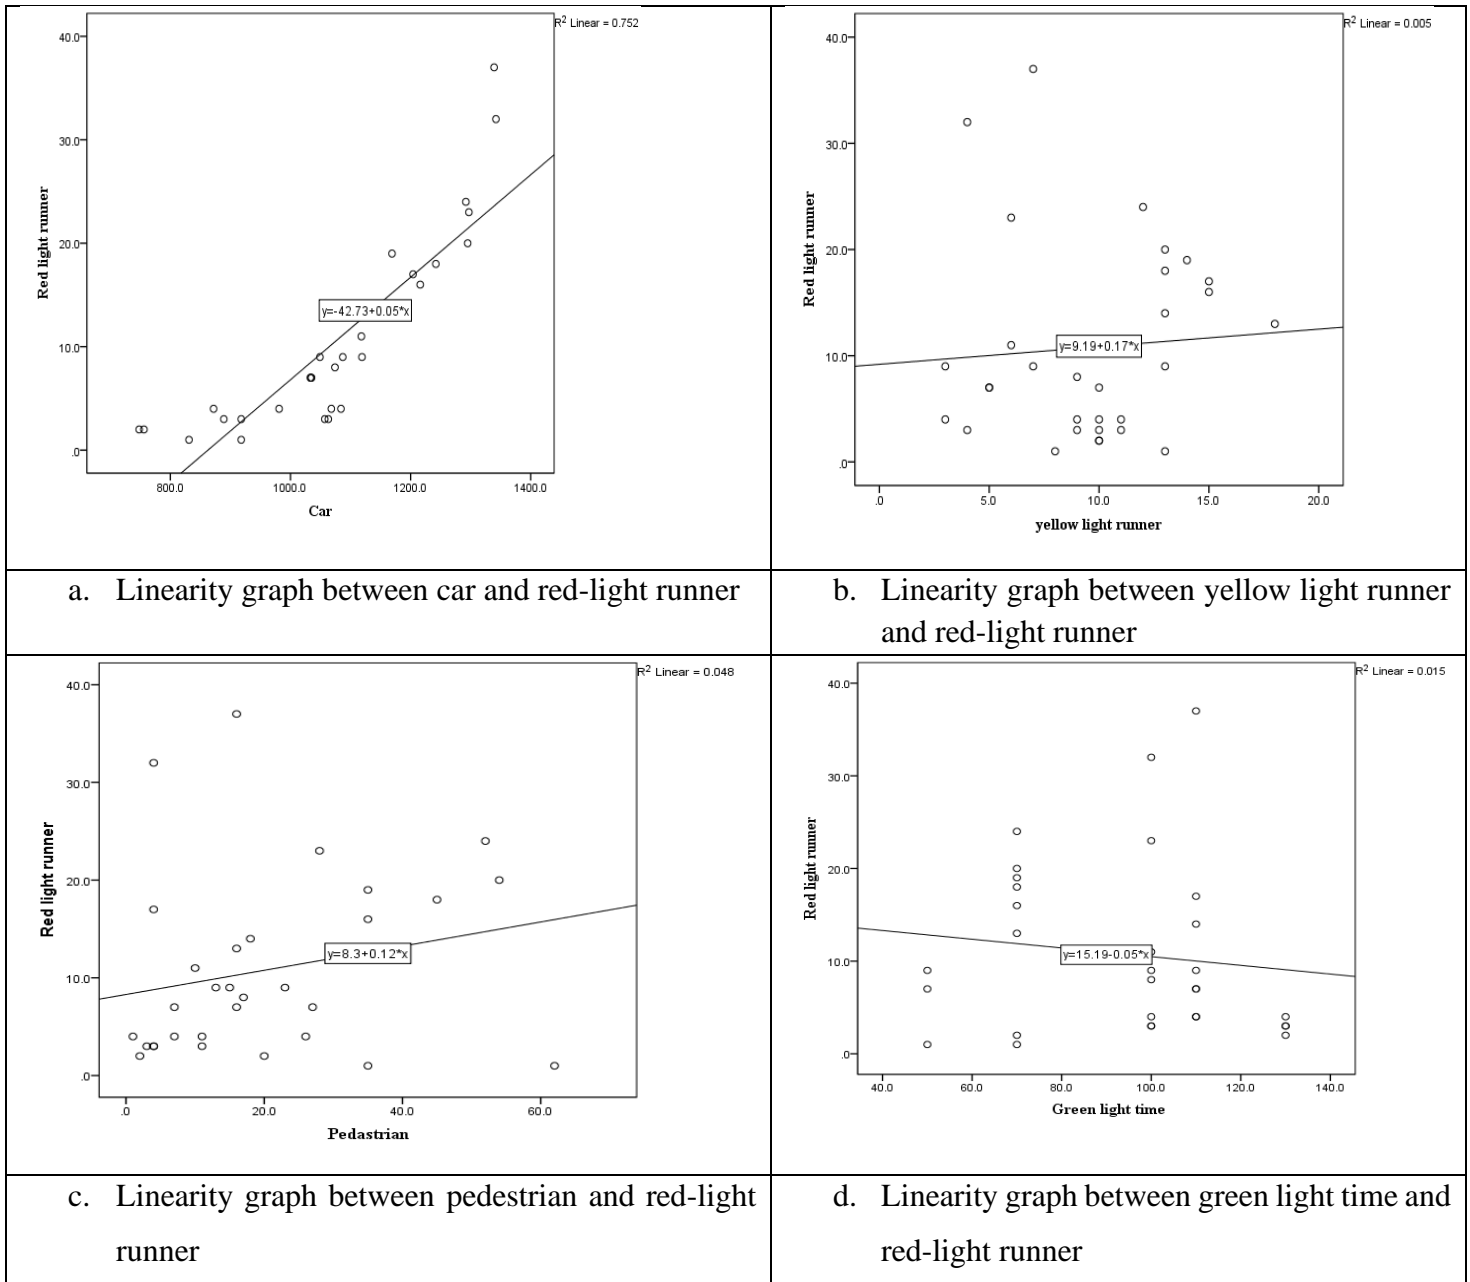 R² Linear = 0.752
40.0
30.0
20.0
10.0
.0
Red light runner
y=-42.73+0.05*x
800.0 1000.0 1200.0 1400.0
Car
a. Linearity graph between car and red-light runner
R² Linear = 0.005
40.0
30.0
20.0
10.0
.0
Red light runner
y=9.19+0.17*x
.0 5.0 10.0 15.0 20.0
yellow light runner
b. Linearity graph between yellow light runner
and red-light runner
R² Linear = 0.048
40.0
30.0
20.0
10.0
.0
Red light runner
y=8.3+0.12*x
.0 20.0 40.0 60.0
Pedastrian
c. Linearity graph between pedestrian and red-light
runner
R² Linear = 0.015
40.0
30.0
20.0
10.0
.0
Red light runner
y=15.19-0.05*x
40.0 60.0 80.0 100.0 120.0 140.0
Green light time
d. Linearity graph between green light time and
red-light runner